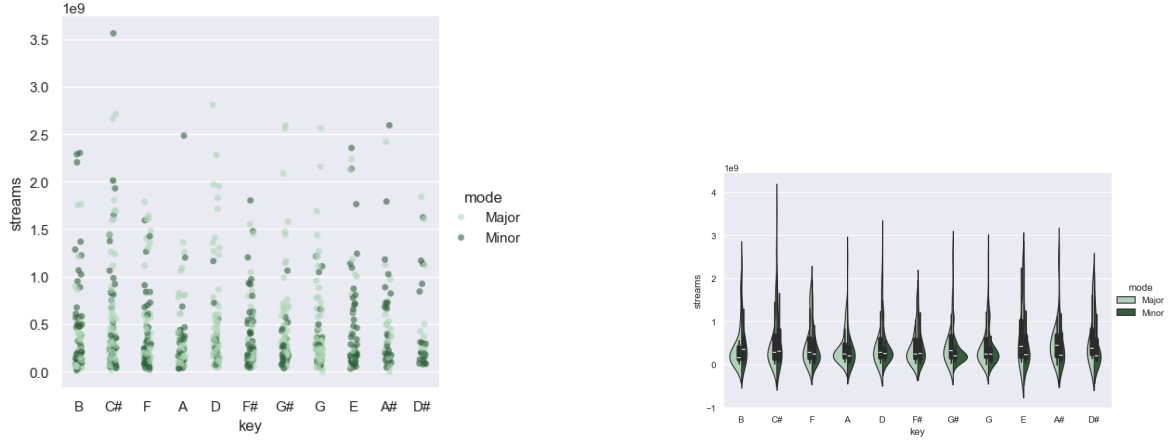 1e9
3.5
3.0
2.5
2.0
1.5
1.0
0.5
0.0
streams
B C# F A D F# G# G E A# D#
key
mode
Major
Minor
1e9
4
3
2
1
0
−1
streams
B C# F A D F# G# G E A# D#
key
mode
Major
Minor